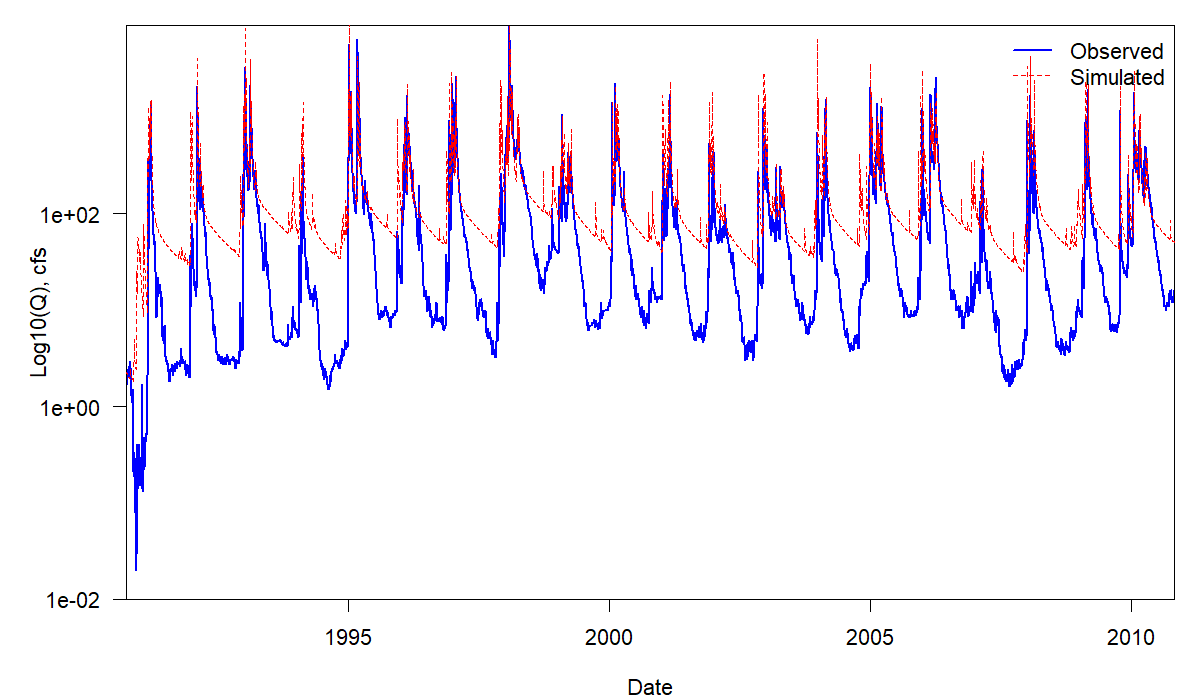 Observed
Simulated
1e+02
1e+00
1e-02
Log10(Q), cfs
1995
2000
2005
2010
Date